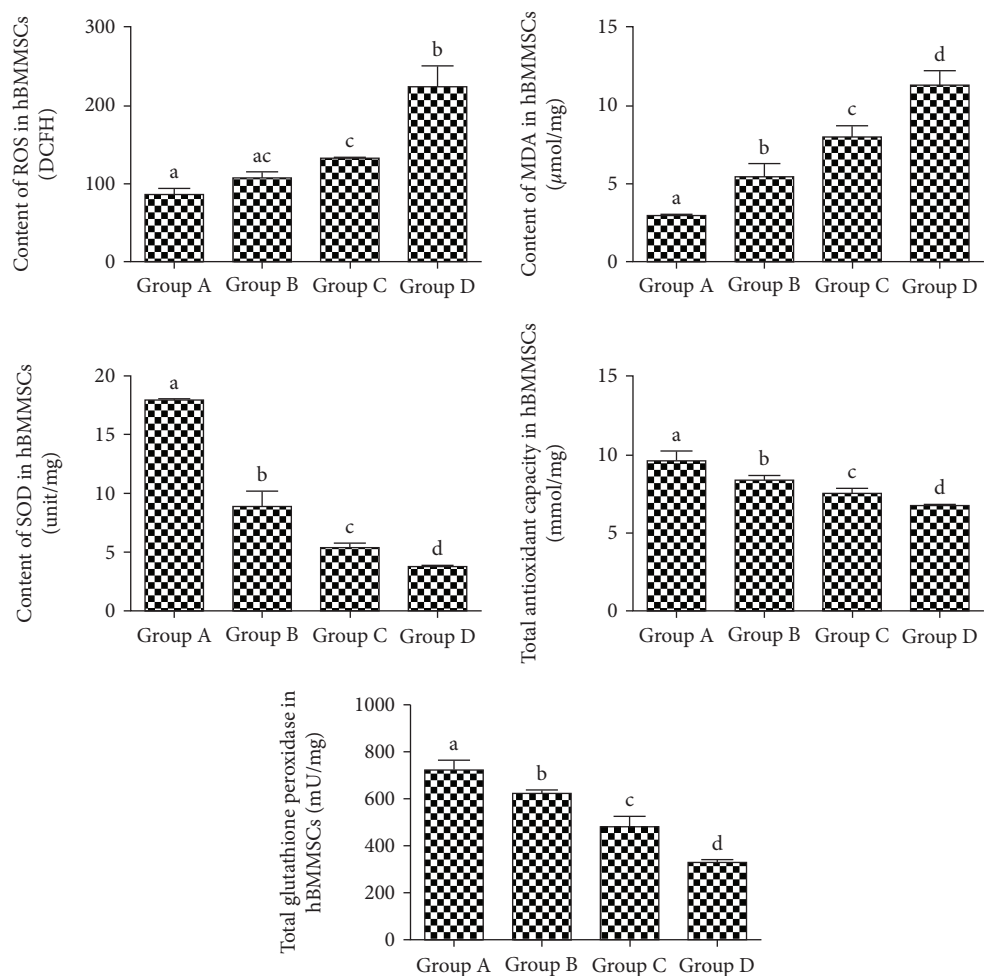 Content of ROS in hBMMSCs
(DCFH)
300
200
100
0
a
ac
c
b
Group A
Group B
Group C
Group D
Content of MDA in hBMMSCs
(μmol/mg)
15
10
5
0
a
b
c
d
Group A
Group B
Group C
Group D
Content of SOD in hBMMSCs
(unit/mg)
20
15
10
5
0
a
b
c
d
Group A
Group B
Group C
Group D
Total antioxidant capacity in hBMMSCs
(mmol/mg)
15
10
5
0
a
b
c
d
Group A
Group B
Group C
Group D
Total glutathione peroxidase in
hBMMSCs (mU/mg)
1000
800
600
400
200
0
a
b
c
d
Group A
Group B
Group C
Group D